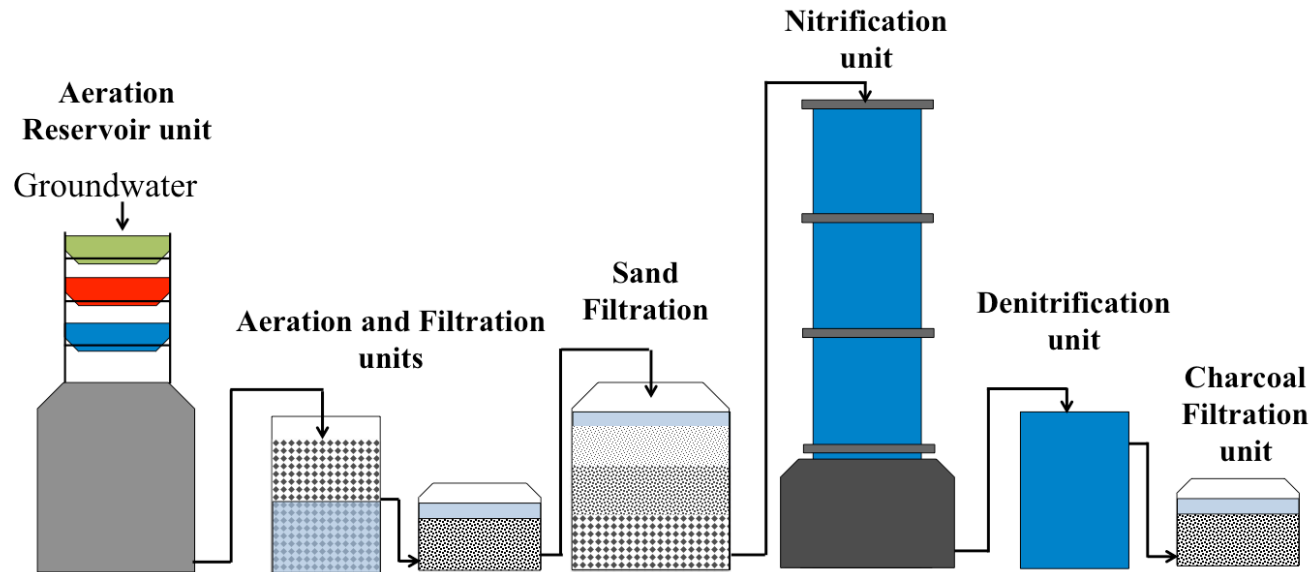 Aeration
Reservoir unit
Groundwater
Aeration and Filtration
units
Sand
Filtration
Nitrification
unit
Denitrification
unit
Charcoal
Filtration
unit